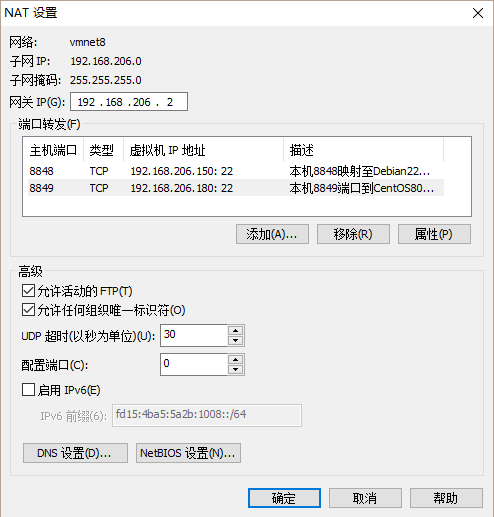 NAT 设置
网络: vmnet8
子网 IP: 192.168.206.0
子网掩码: 255.255.255.0
网关 IP(G): 192 . 168 . 206 . 2
端口转发(F)
主机端口 类型 虚拟机 IP 地址 描述
8848 TCP 192.168.206.150: 22 本机8848映射至Debian22...
8849 TCP 192.168.206.180: 22 本机8849端口到CentOS80...
添加(A)... 移除(R) 属性(P)
高级
允许活动的 FTP(T)
允许任何组织唯一标识符(O)
UDP 超时(以秒为单位)(U): 30
配置端口(C): 0
启用 IPv6(E)
IPv6 前缀(6): fd15:4ba5:5a2b:1008::/64
DNS 设置(D)... NetBIOS 设置(N)...
确定 取消 帮助